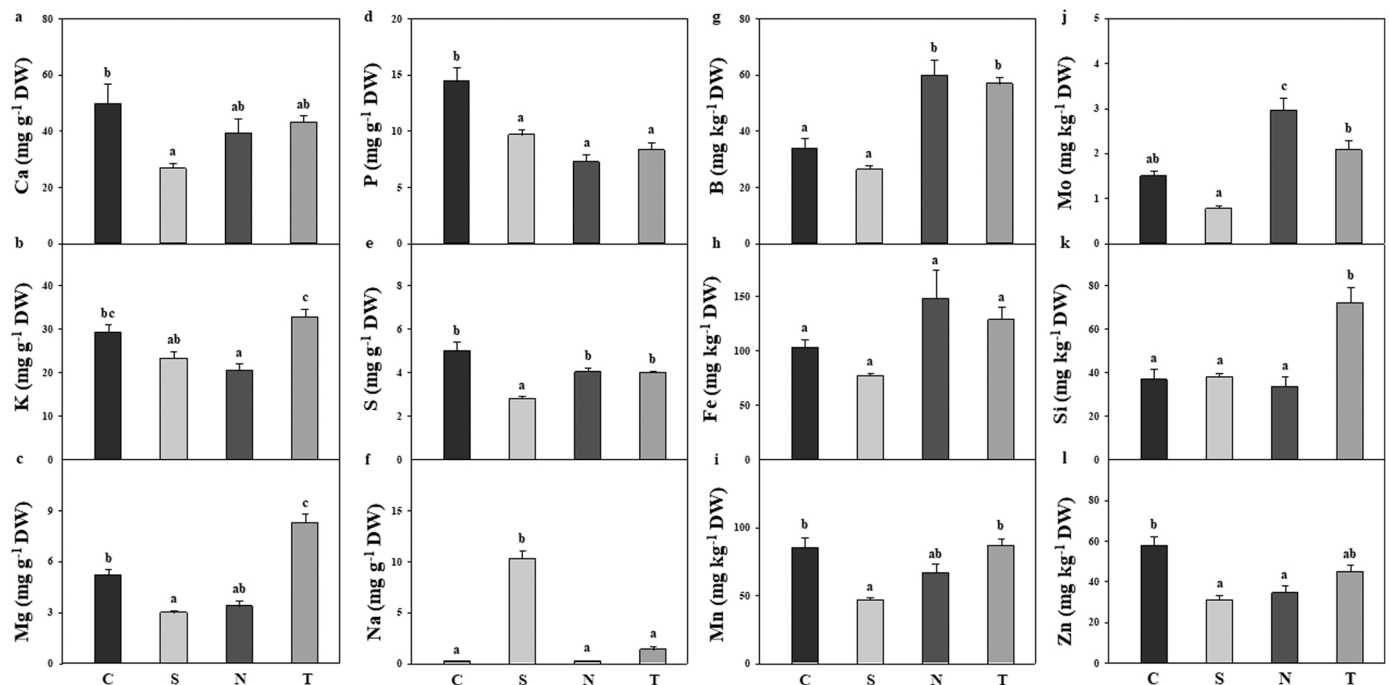 a
80
60
40
20
0
Ca (mg g⁻¹ DW)
b
a
ab
ab
d
20
15
10
5
0
P (mg g⁻¹ DW)
b
a
a
a
g
80
60
40
20
0
B (mg kg⁻¹ DW)
a
a
b
b
j
5
4
3
2
1
0
Mo (mg kg⁻¹ DW)
ab
a
c
b
b
40
30
20
10
0
K (mg g⁻¹ DW)
bc
ab
a
c
e
8
6
4
2
0
S (mg g⁻¹ DW)
b
a
b
b
h
150
100
50
0
Fe (mg kg⁻¹ DW)
a
a
a
a
k
80
60
40
20
0
Si (mg kg⁻¹ DW)
a
a
a
b
c
9
6
3
0
Mg (mg g⁻¹ DW)
b
a
ab
c
C S N T
f
15
10
5
0
Na (mg g⁻¹ DW)
a
b
a
a
C S N T
i
100
50
0
Mn (mg kg⁻¹ DW)
b
a
ab
b
C S N T
l
80
60
40
20
0
Zn (mg kg⁻¹ DW)
b
a
a
ab
C S N T